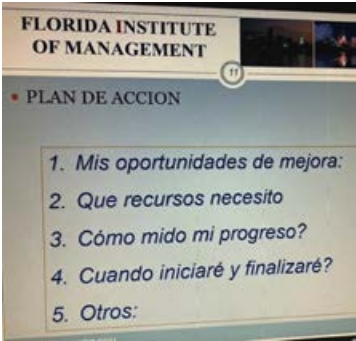 FLORIDA INSTITUTE
OF MANAGEMENT
11
• PLAN DE ACCION
1. Mis oportunidades de mejora:
2. Que recursos necesito
3. Cómo mido mi progreso?
4. Cuando iniciaré y finalizaré?
5. Otros: